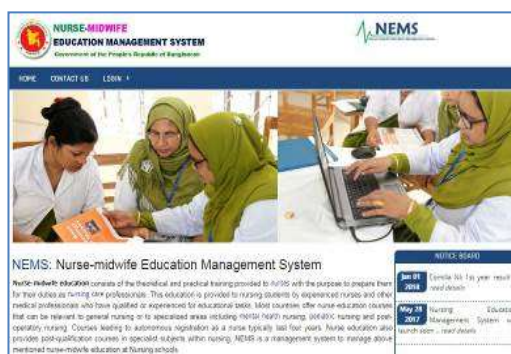 NURSE-MIDWIFE
EDUCATION MANAGEMENT SYSTEM
Government of the People's Republic of Bangladesh
NEMS
HOME CONTACT US LOGIN
NEMS: Nurse-midwife Education Management System
Nurse-midwife education consists of the theoretical and practical training provided to nurses with the purpose to prepare them
for their duties as nursing care professionals. This education is provided to nursing students by experienced nurses and other
medical professionals who have qualified or experienced for educational tasks. Most countries offer nurse education courses
that can be relevant to general nursing or to specialized areas including mental health nursing, pediatric nursing and post-
operatory nursing. Courses leading to autonomous registration as a nurse typically last four years. Nurse education also
provides post-qualification courses in specialist subjects within nursing. NEMS is a management system to manage above
mentioned nurse-midwife education at Nursing schools
NOTICE BOARD
Jan 01
2018
Comilla NI 1st year result
read details
May 28
2017
Nursing Education
Management System
launch soon .. read details